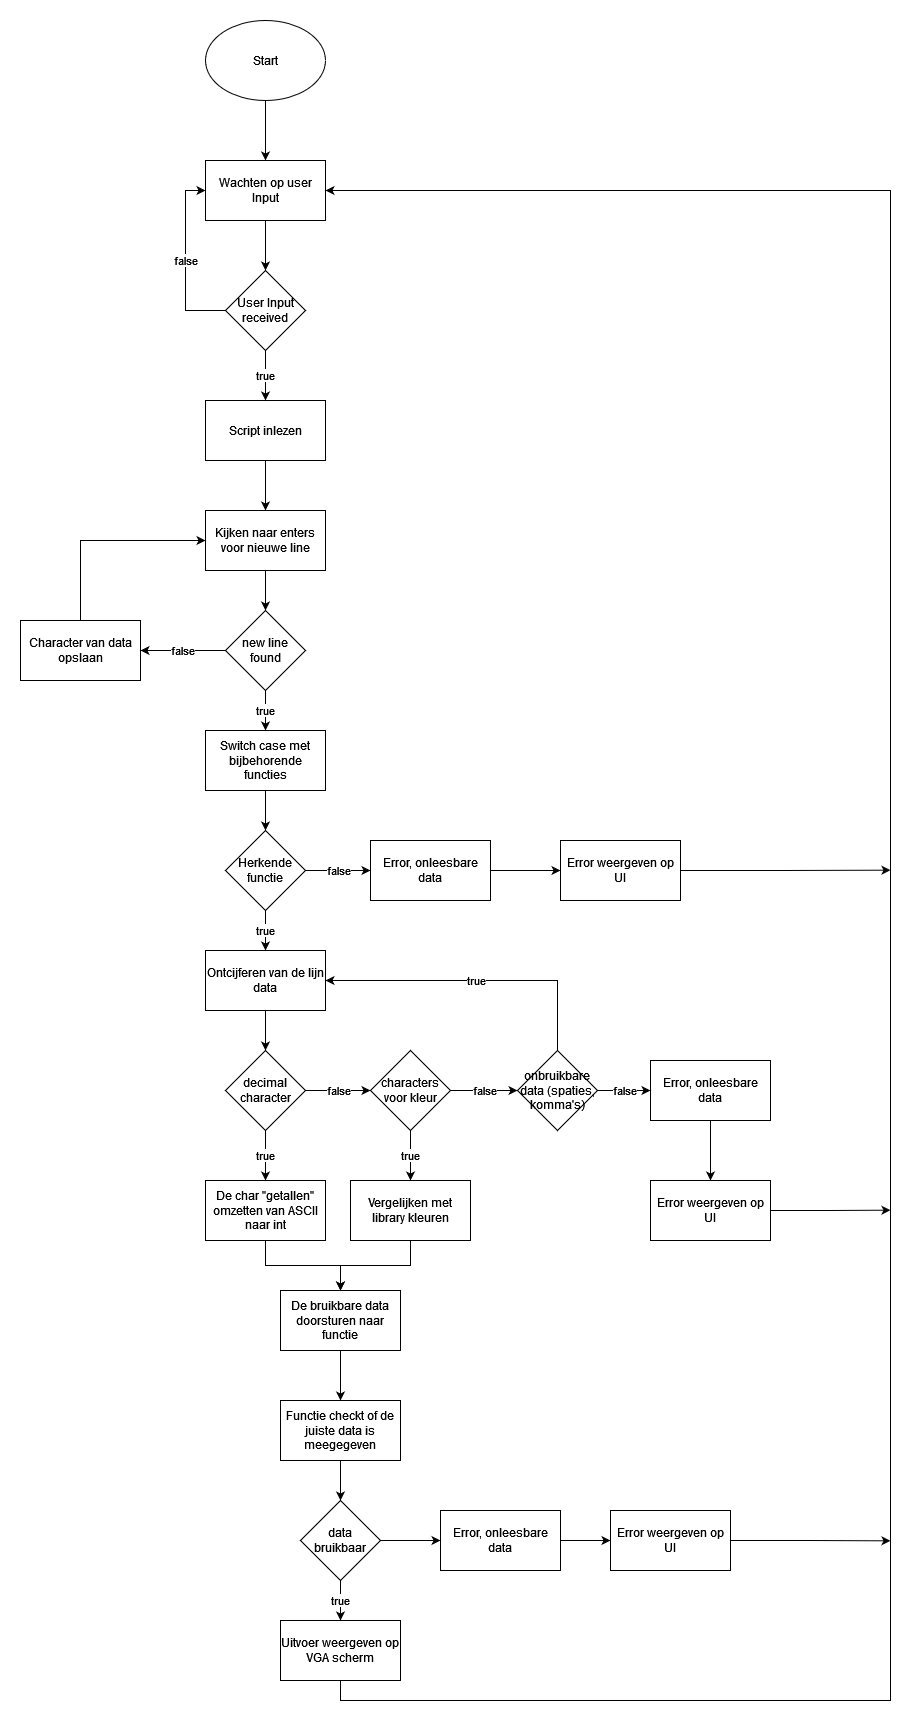 Start
Wachten op user
Input
false
User Input
received
true
Script inlezen
Kijken naar enters
voor nieuwe line
Character van data
opslaan
false
new line
found
true
Switch case met
bijbehorende
functies
Herkende
functie
false
Error, onleesbare
data
Error weergeven op
UI
true
Ontcijferen van de lijn
data
true
decimal
character
false
characters
voor kleur
false
onbruikbare
data (spaties,
komma's)
false
Error, onleesbare
data
true
true
De char "getallen"
omzetten van ASCII
naar int
Vergelijken met
library kleuren
Error weergeven op
UI
De bruikbare data
doorsturen naar
functie
Functie checkt of de
juiste data is
meegegeven
data
bruikbaar
Error, onleesbare
data
Error weergeven op
UI
true
Uitvoer weergeven op
VGA scherm